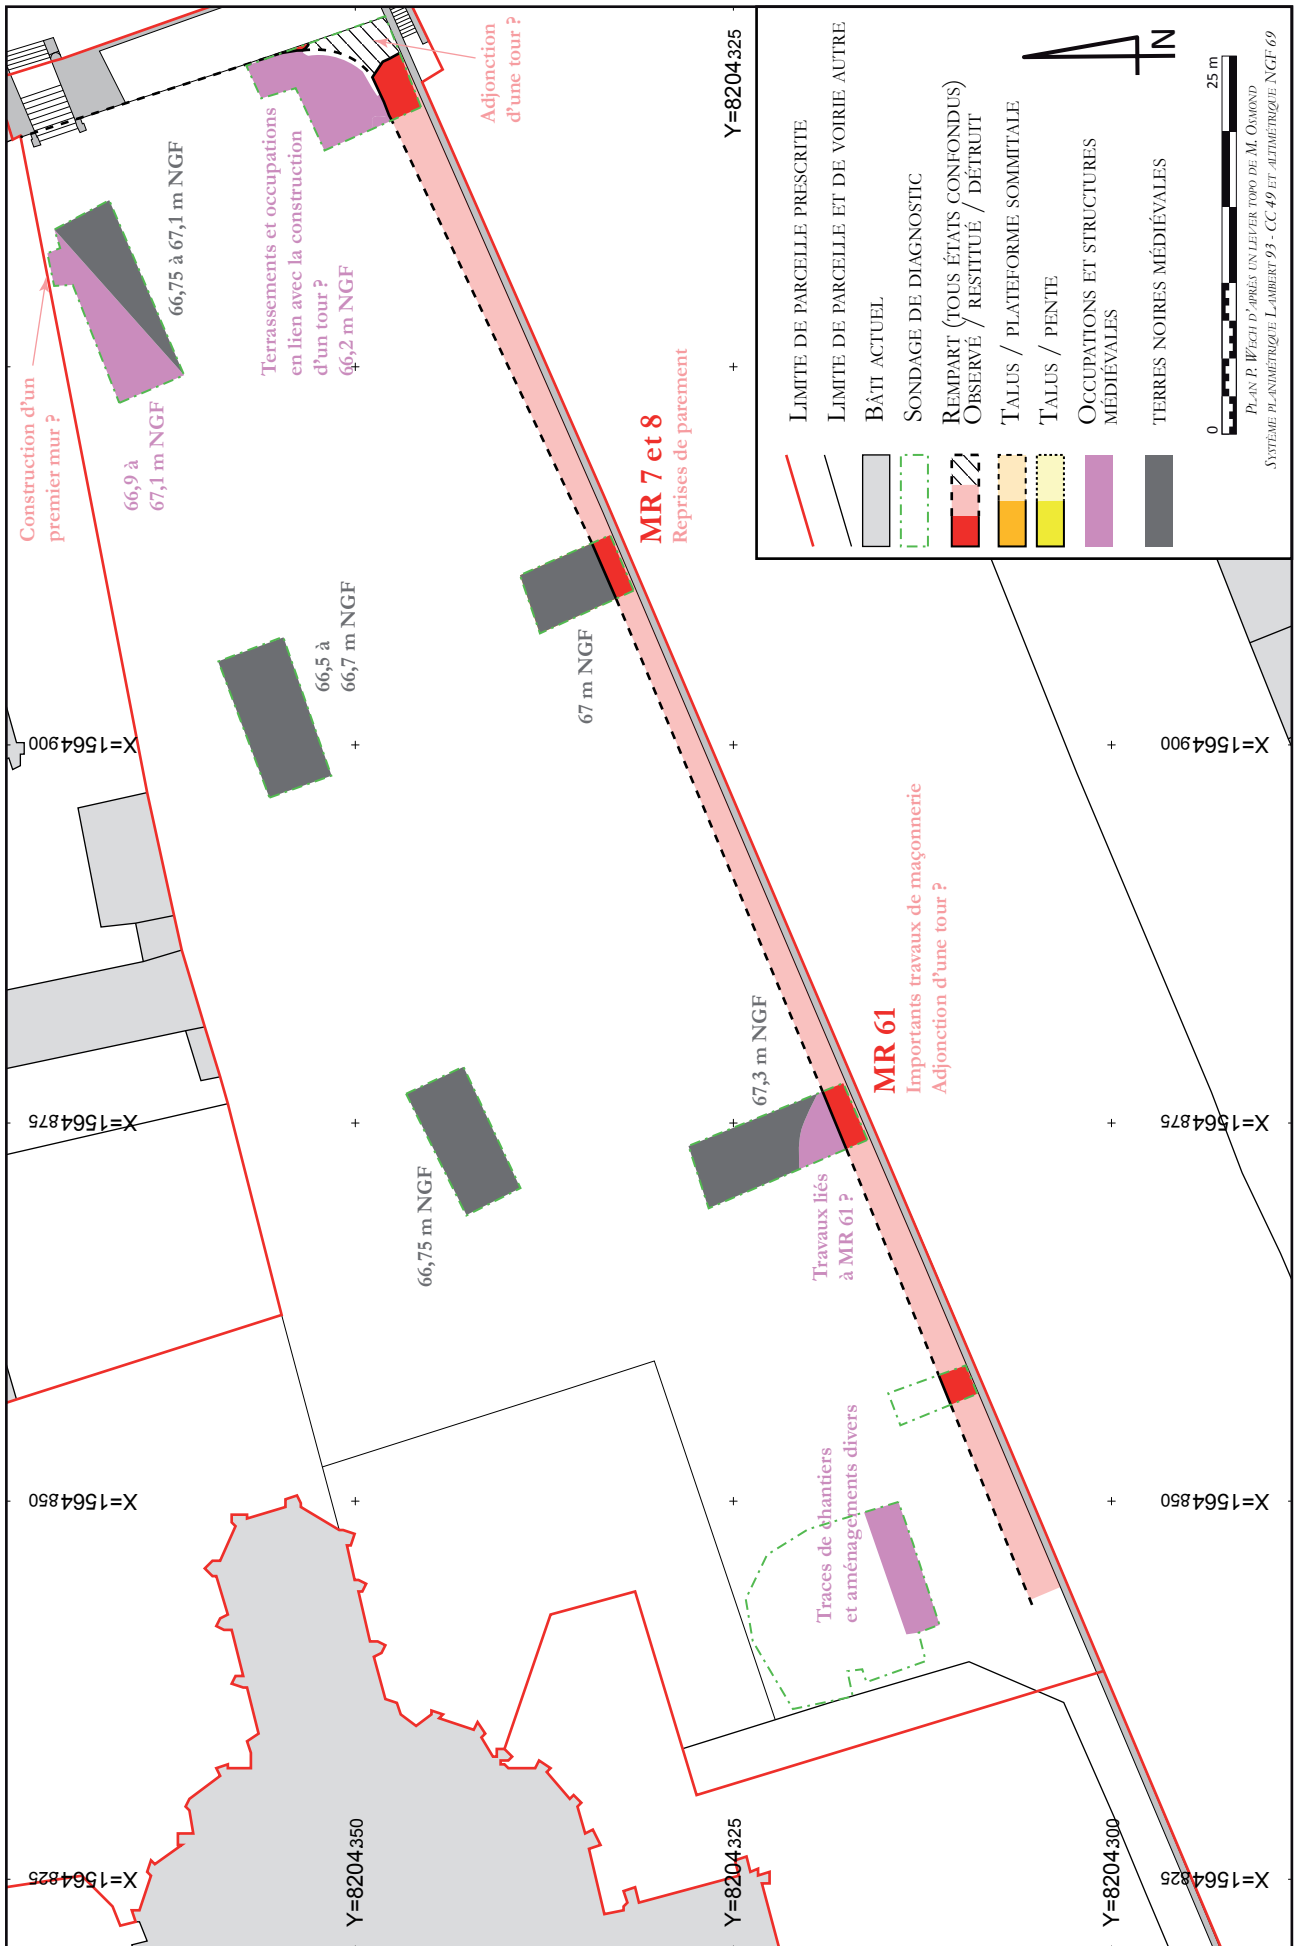 Construction d'un
premier mur ?
66,9 à
67,1 m NGF
66,75 à 67,1 m NGF
Terrassements et occupations
en lien avec la construction
d'un tour ?
66,2 m NGF
Adjonction
d'une tour ?
66,5 à
66,7 m NGF
67 m NGF
MR 7 et 8
Reprises de parement
66,75 m NGF
67,3 m NGF
MR 61
Importants travaux de maçonnerie
Adjonction d'une tour ?
Travaux liés
à MR 61 ?
Traces de chantiers
et aménagements divers
X=1564825
X=1564850
X=1564875
X=1564900
X=1564825
X=1564850
X=1564875
X=1564900
Y=8204350
Y=8204325
Y=8204300
Y=8204325
LIMITE DE PARCELLE PRESCRITE
LIMITE DE PARCELLE ET DE VOIRIE AUTRE
BÂTI ACTUEL
SONDAGE DE DIAGNOSTIC
REMPART (TOUS ÉTATS CONFONDUS)
OBSERVÉ / RESTITUÉ / DÉTRUIT
TALUS / PLATEFORME SOMMITALE
TALUS / PENTE
OCCUPATIONS ET STRUCTURES
MÉDIÉVALES
TERRES NOIRES MÉDIÉVALES
N
0 25 m
PLAN P. WECH D'APRÈS UN LEVER TOPO DE M. OSMOND
SYSTÈME PLANIMÉTRIQUE LAMBERT 93 - CC 49 ET ALTIMÉTRIQUE NGF 69